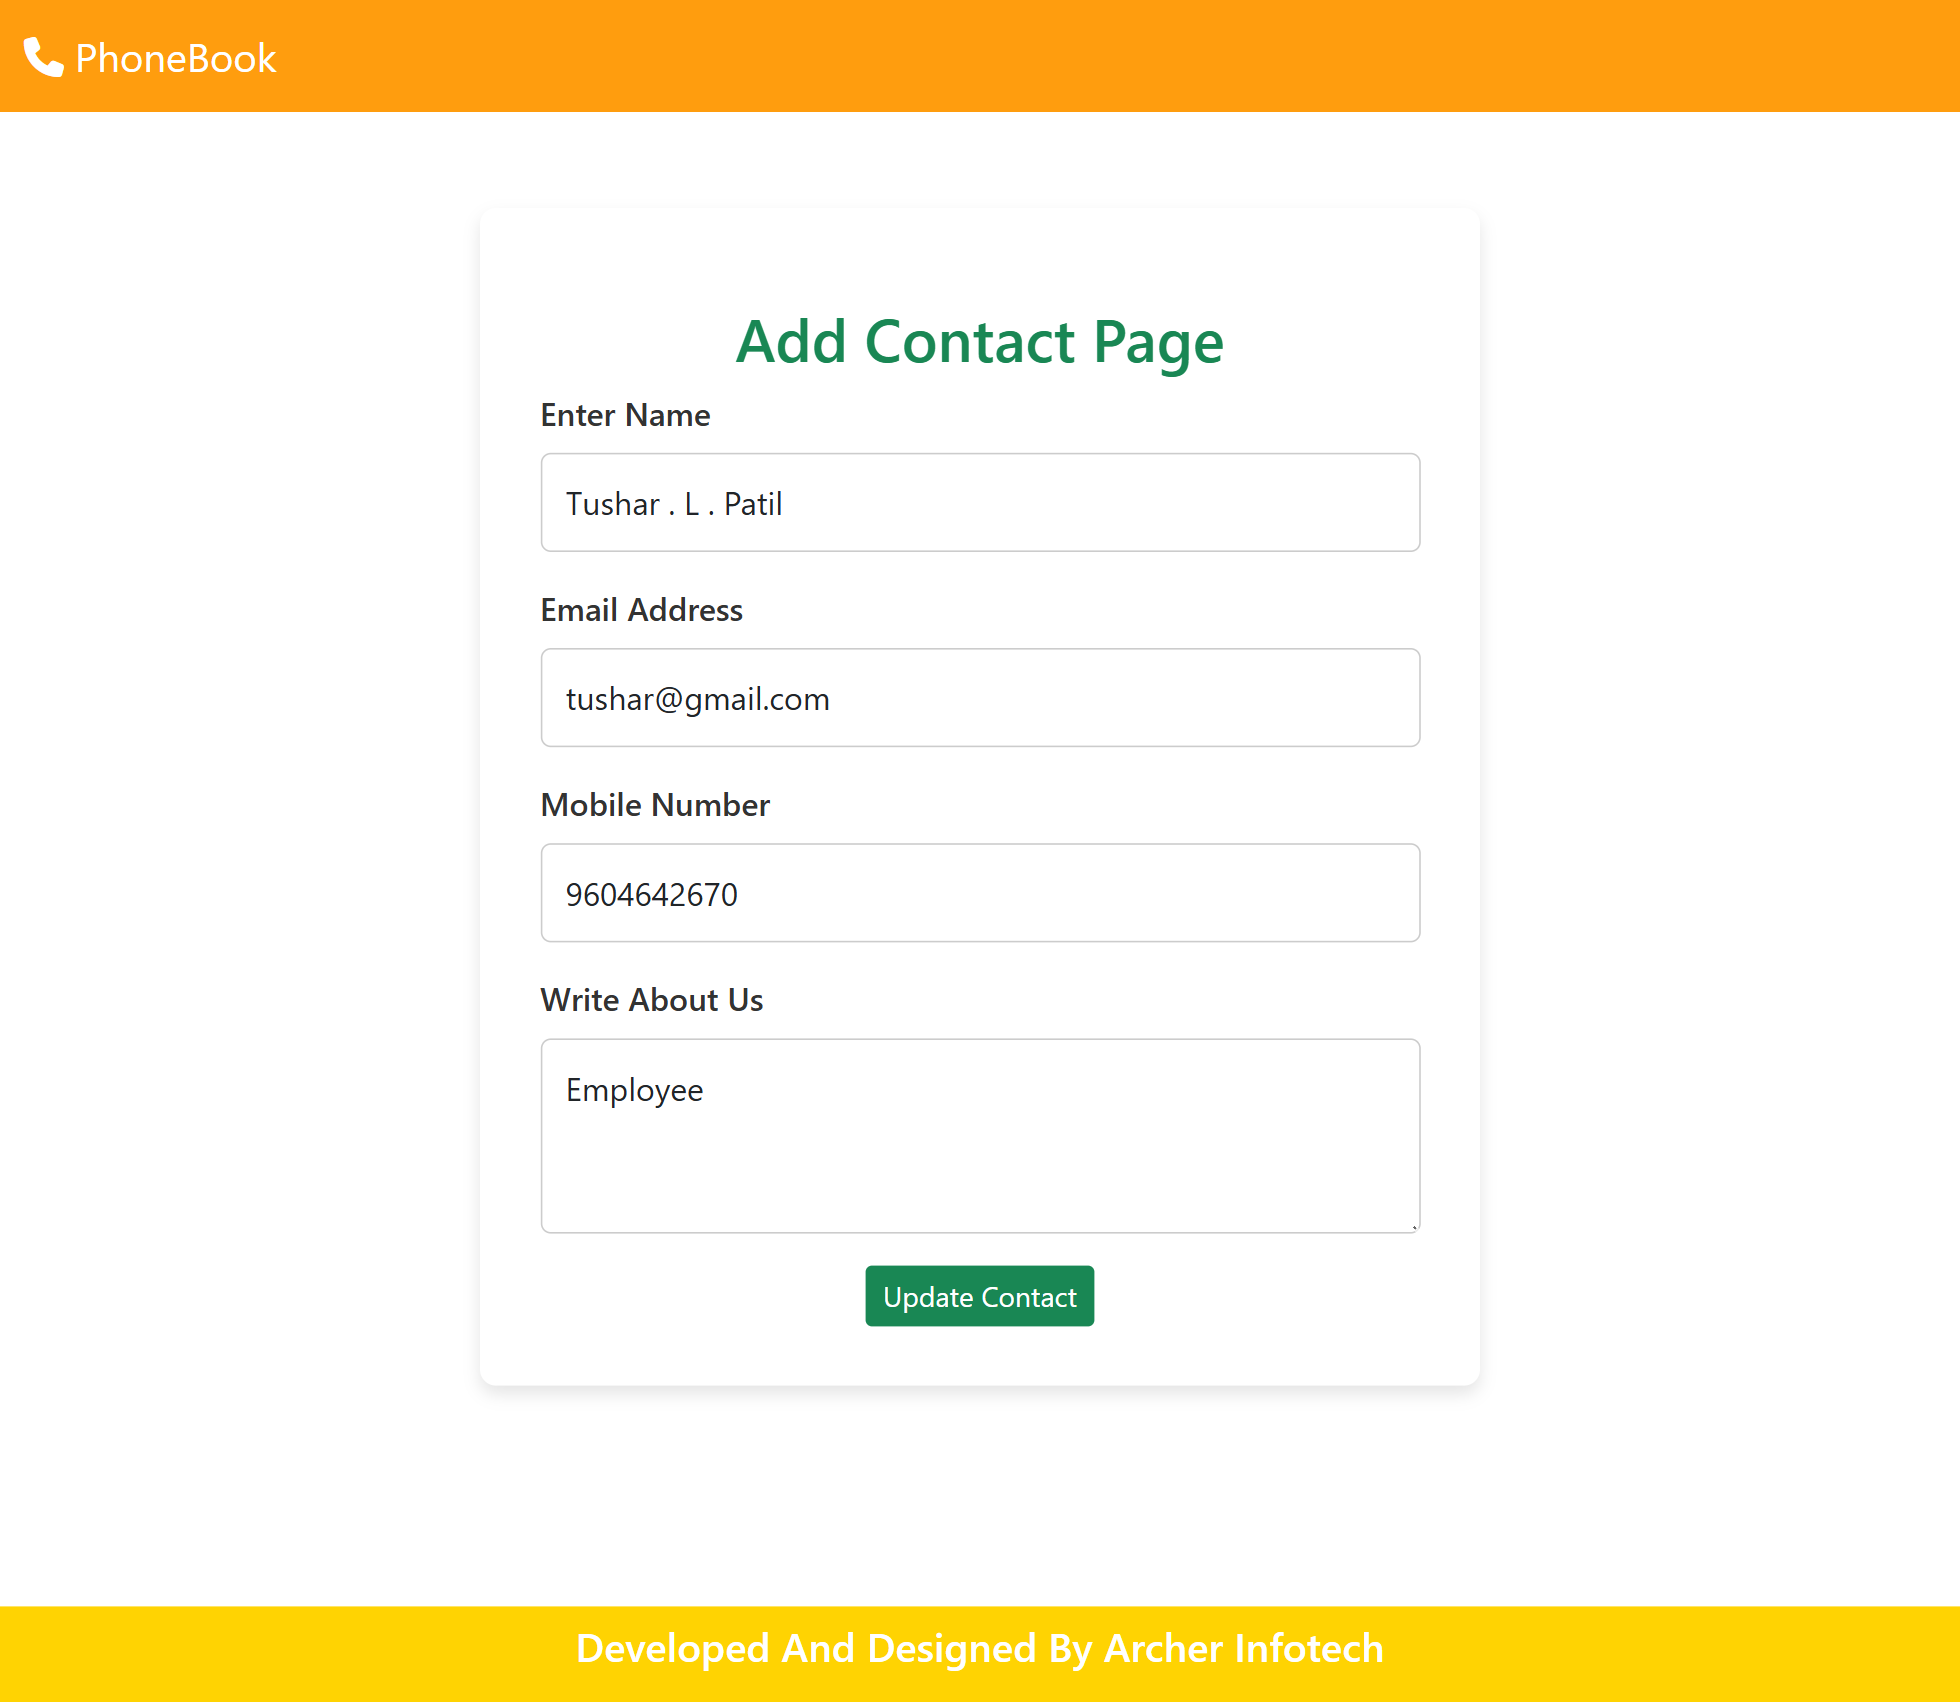 PhoneBook
Add Contact Page
Enter Name
Tushar . L . Patil
Email Address
tushar@gmail.com
Mobile Number
9604642670
Write About Us
Employee
Update Contact
Developed And Designed By Archer Infotech